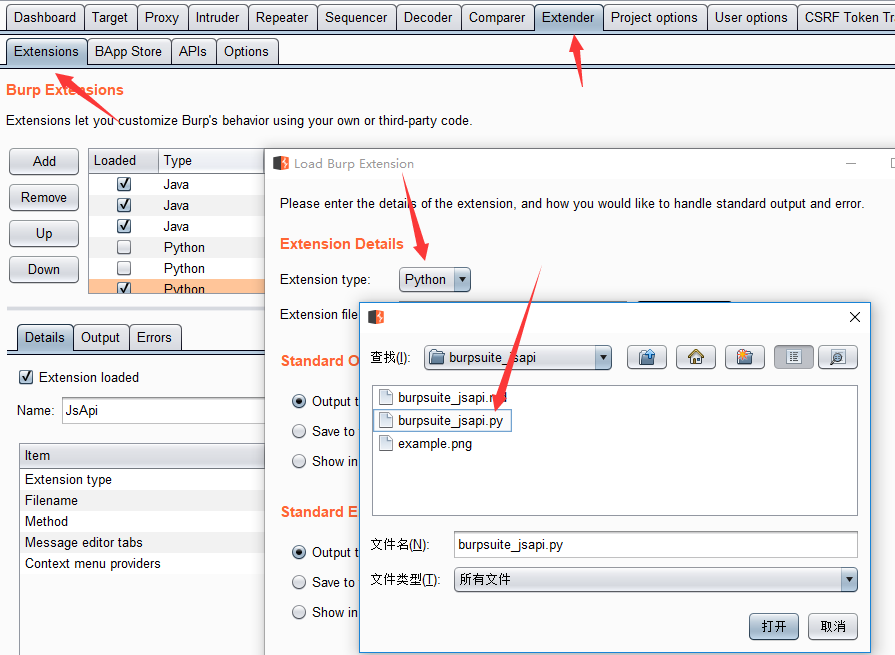 Dashboard Target Proxy Intruder Repeater Sequencer Decoder Comparer Extender Project options User options CSRF Token
Extensions BApp Store APIs Options
Burp Extensions
Extensions let you customize Burp's behavior using your own or third-party code.
Add
Remove
Up
Down
Loaded Type
Java
Java
Java
Python
Python
Python
Details Output Errors
Extension loaded
Name: JsApi
Item
Extension type
Filename
Method
Message editor tabs
Context menu providers
Load Burp Extension
Please enter the details of the extension, and how you would like to handle standard output and error.
Extension Details
Extension type: Python
Extension file
Standard
Output
Save to
Show in
Standard
Output
Save to
Show in
查找(I): burpsuite_jsapi
burpsuite_jsapi.md
burpsuite_jsapi.py
example.png
文件名(N): burpsuite_jsapi.py
文件类型(T): 所有文件
打开 取消